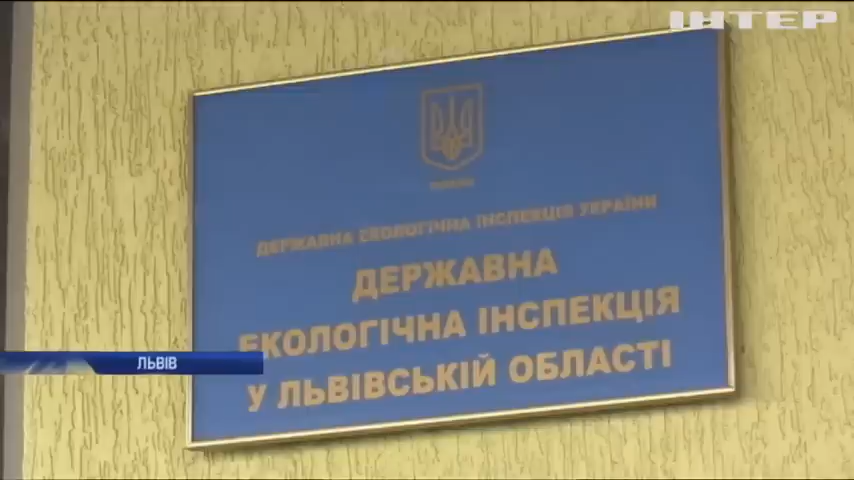 ІНТЕР
ДЕРЖАВНА ЕКОЛОГІЧНА ІНСПЕКЦІЯ УКРАЇНИ
ДЕРЖАВНА
ЕКОЛОГІЧНА ІНСПЕКЦІЯ
У ЛЬВІВСЬКІЙ ОБЛАСТІ
ЛЬВІВ